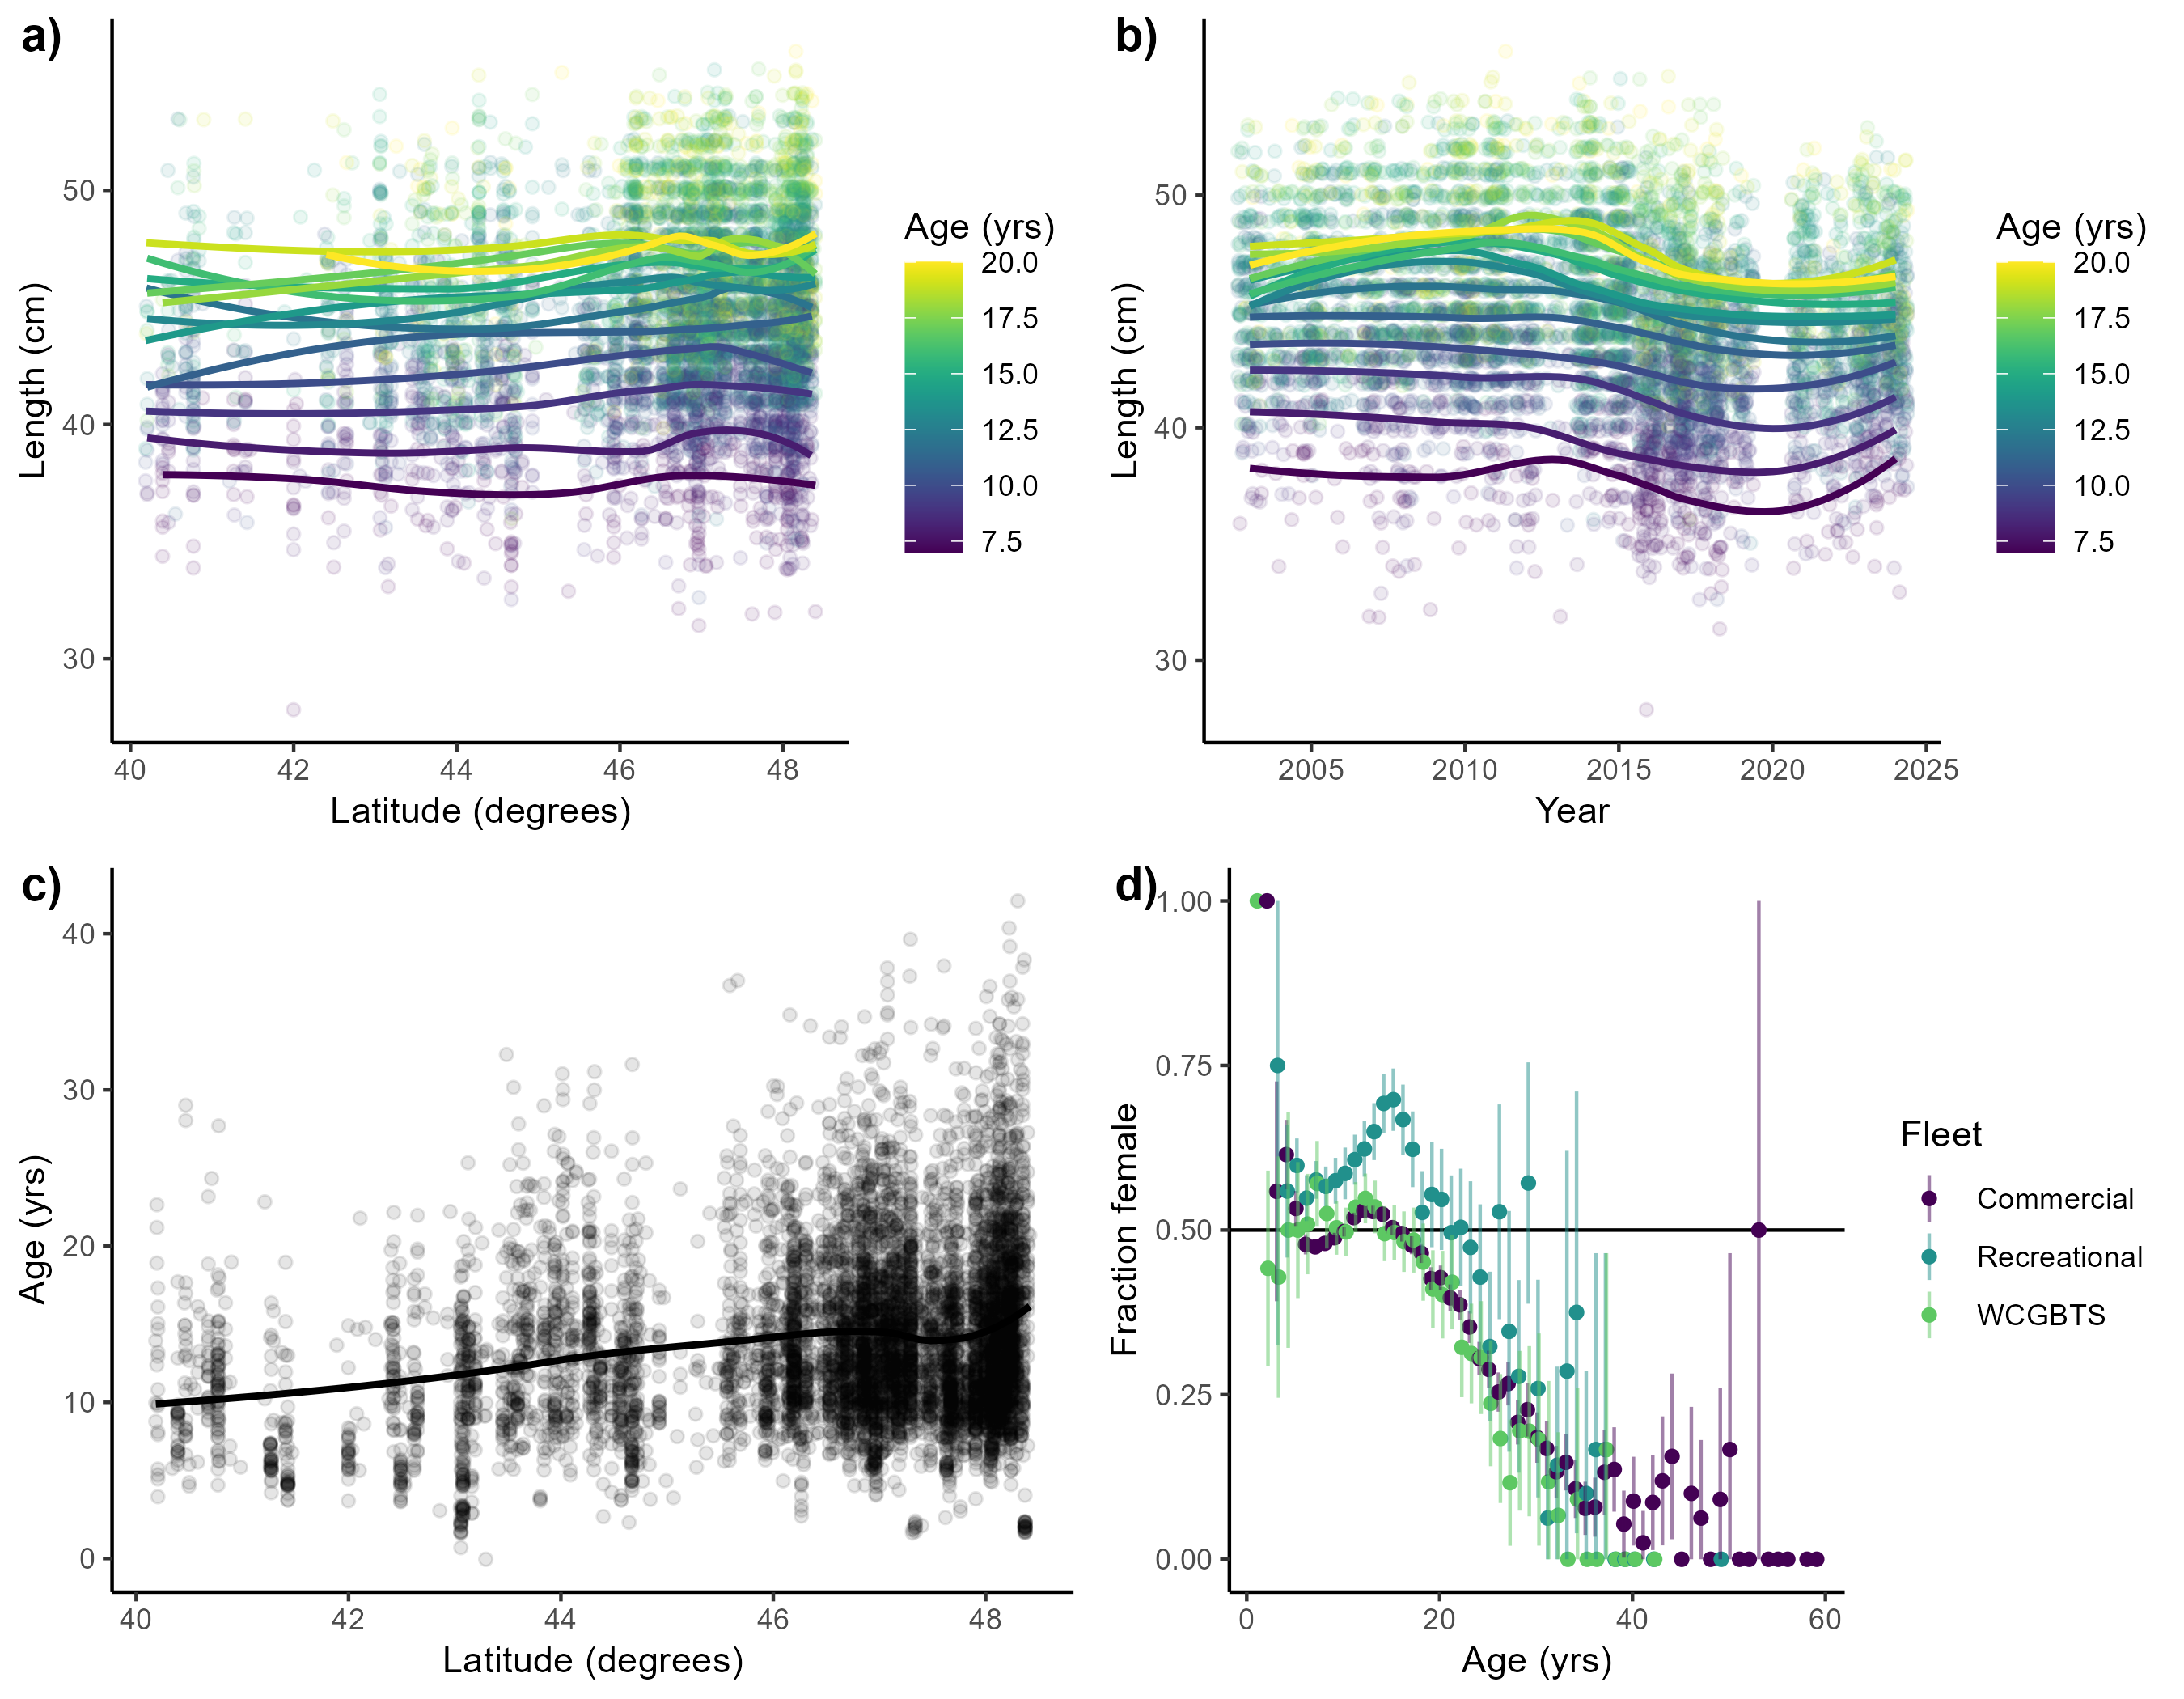 a)
Length (cm)
50
40
30
40
42
44
46
48
Latitude (degrees)
Age (yrs)
20.0
17.5
15.0
12.5
10.0
7.5
b)
Length (cm)
50
40
30
2005
2010
2015
2020
2025
Year
Age (yrs)
20.0
17.5
15.0
12.5
10.0
7.5
c)
Age (yrs)
40
30
20
10
0
40
42
44
46
48
Latitude (degrees)
d)
Fraction female
1.00
0.75
0.50
0.25
0.00
0
20
40
60
Age (yrs)
Fleet
Commercial
Recreational
WCGBTS